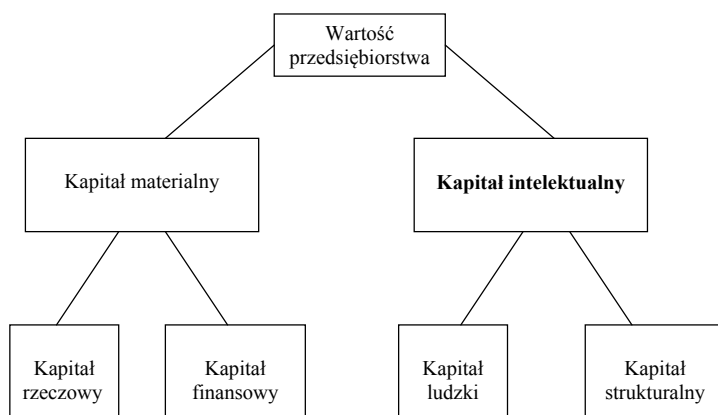 Wartość
przedsiębiorstwa
Kapitał materialny
Kapitał intelektualny
Kapitał
rzeczowy
Kapitał
finansowy
Kapitał
ludzki
Kapitał
strukturalny